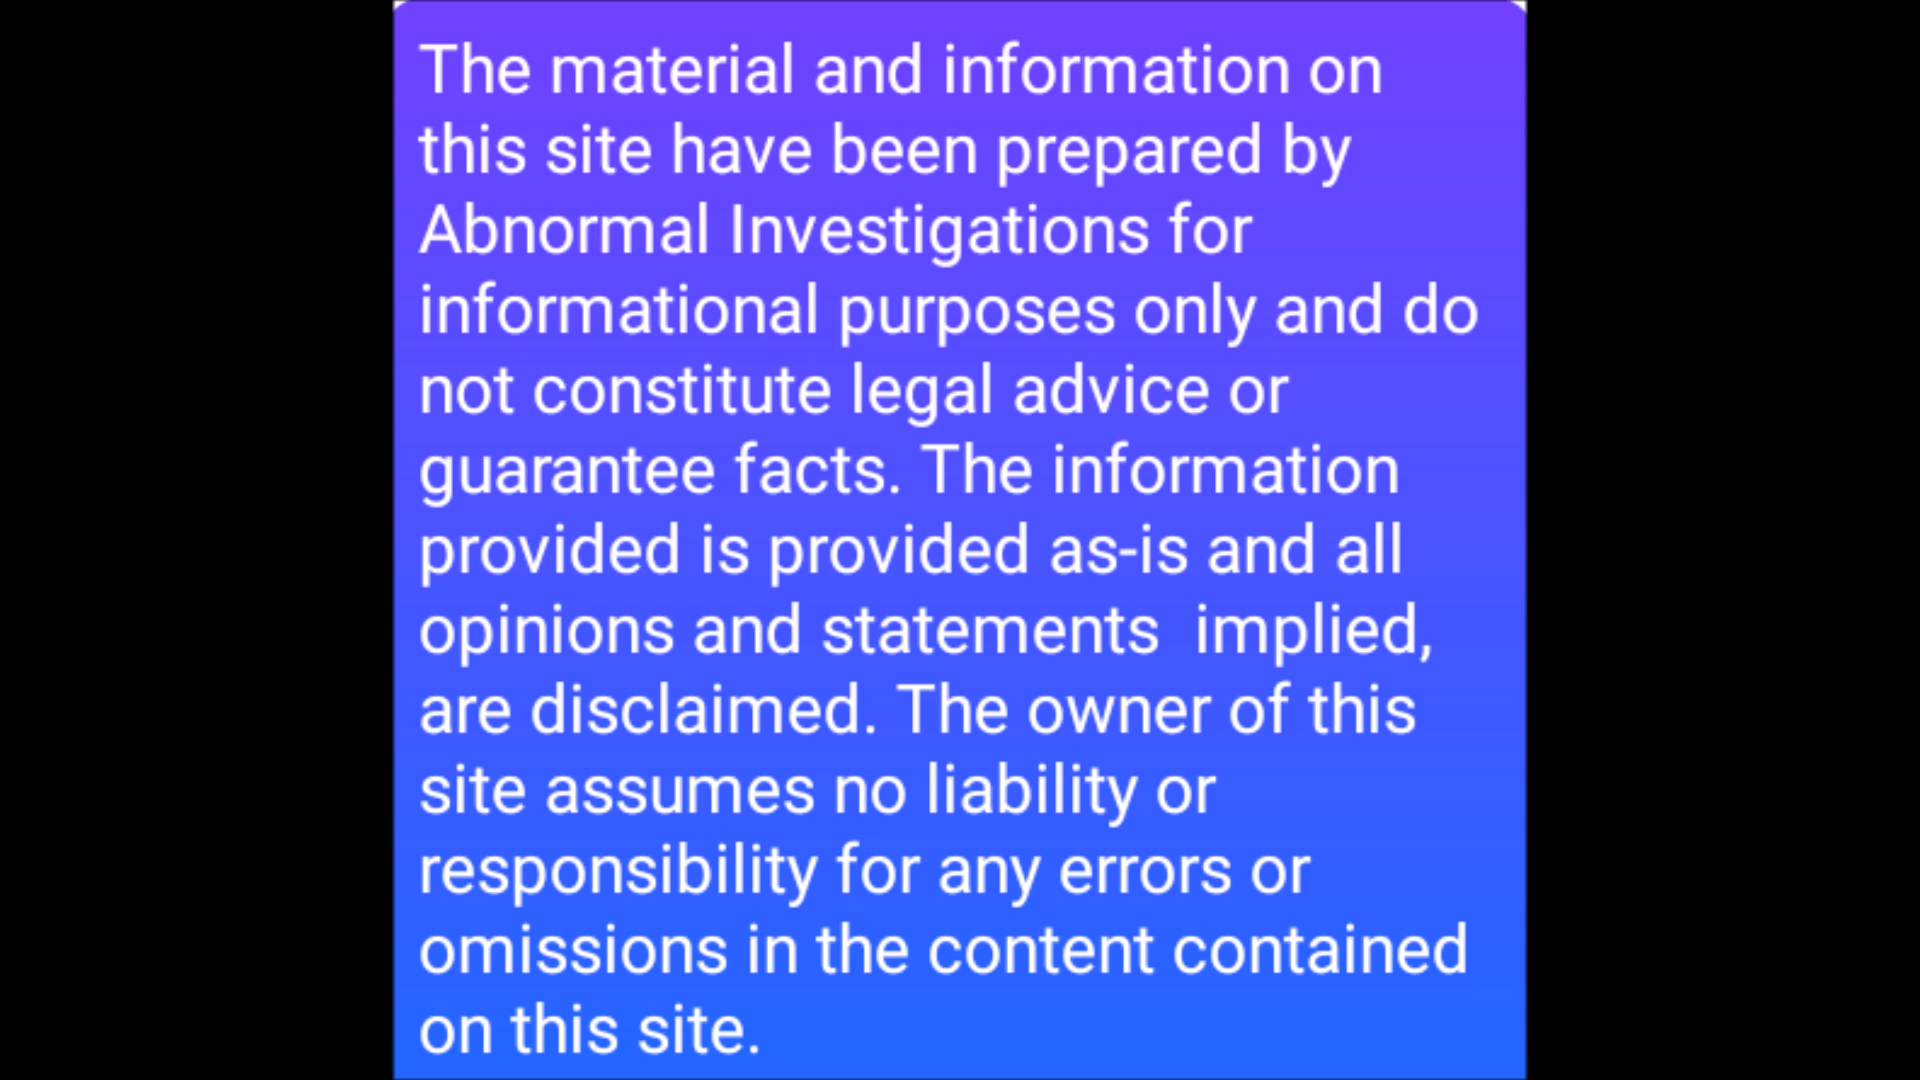 The material and information on
this site have been prepared by
Abnormal Investigations for
informational purposes only and do
not constitute legal advice or
guarantee facts. The information
provided is provided as-is and all
opinions and statements  implied,
are disclaimed. The owner of this
site assumes no liability or
responsibility for any errors or
omissions in the content contained
on this site.